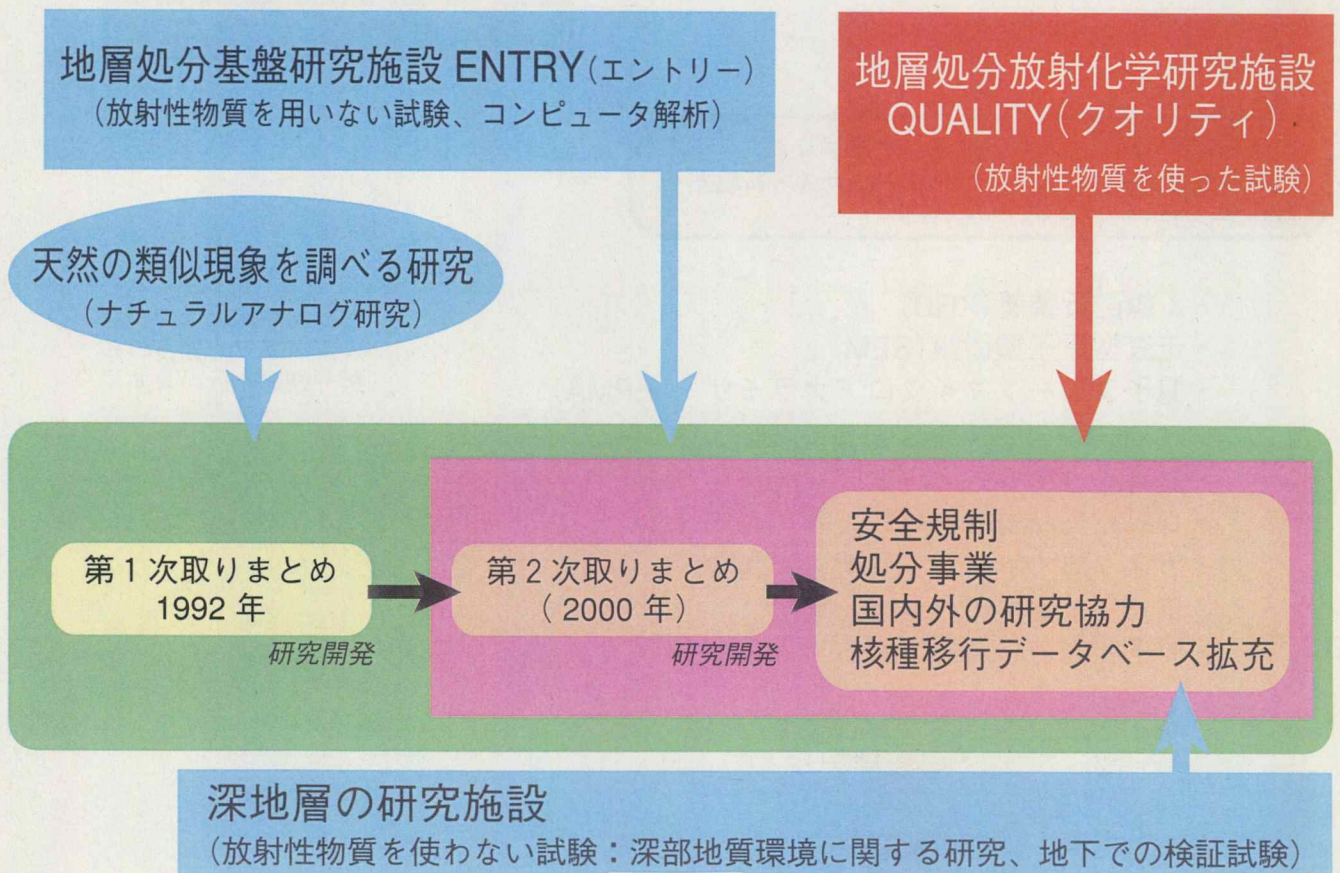 地層処分基盤研究施設 ENTRY(エントリー)
(放射性物質を用いない試験、コンピュータ解析)
地層処分放射化学研究施設
QUALITY(クオリティ)
(放射性物質を使った試験)
天然の類似現象を調べる研究
(ナチュラルアナログ研究)
第1次取りまとめ
1992 年
研究開発
第2次取りまとめ
( 2000 年)
研究開発
安全規制
処分事業
国内外の研究協力
核種移行データベース拡充
深地層の研究施設
(放射性物質を使わない試験:深部地質環境に関する研究、地下での検証試験)